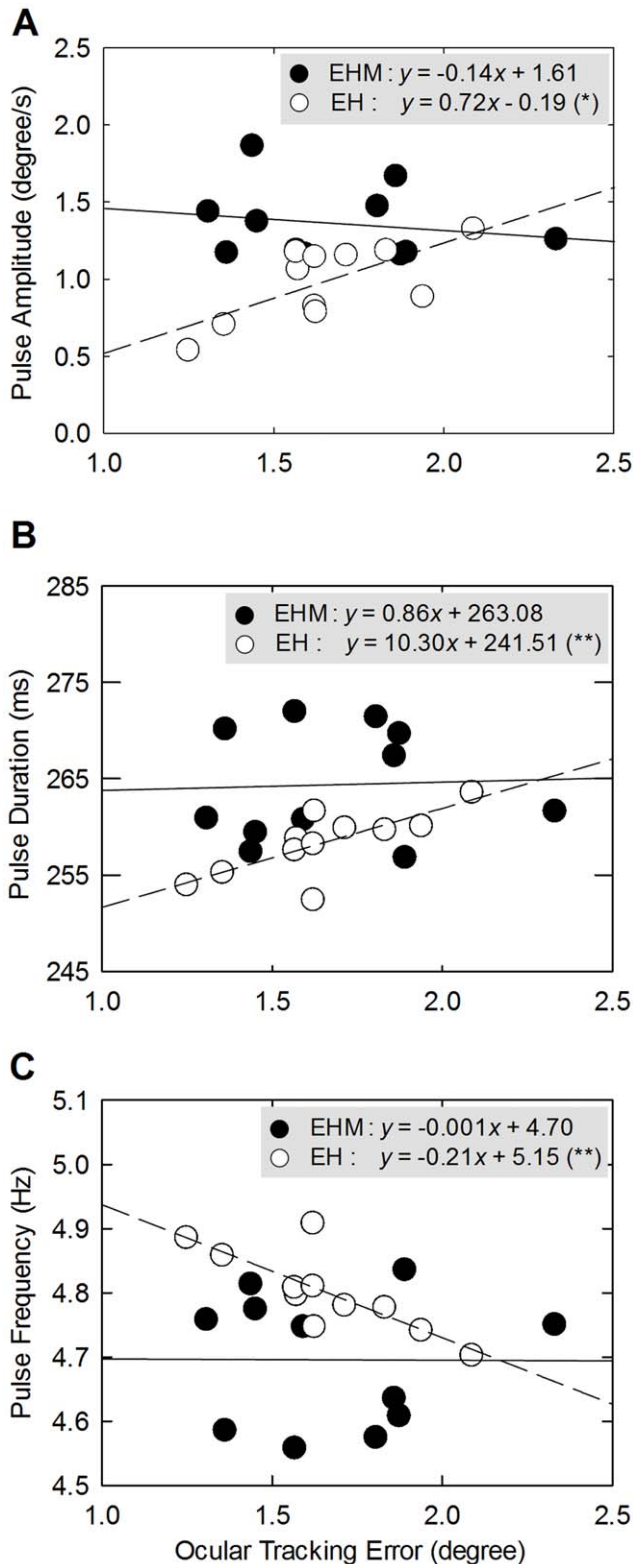 A
2.5
2.0
1.5
1.0
0.5
0.0
Pulse Amplitude (degree/s)
EHM : y = -0.14x + 1.61
EH : y = 0.72x - 0.19 (*)
1.0 1.5 2.0 2.5
B
285
275
265
255
245
Pulse Duration (ms)
EHM : y = 0.86x + 263.08
EH : y = 10.30x + 241.51 (**)
1.0 1.5 2.0 2.5
C
5.1
5.0
4.9
4.8
4.7
4.6
4.5
Pulse Frequency (Hz)
EHM : y = -0.001x + 4.70
EH : y = -0.21x + 5.15 (**)
1.0 1.5 2.0 2.5
Ocular Tracking Error (degree)